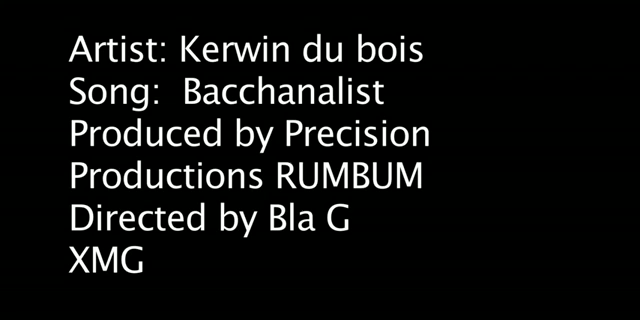 Artist: Kerwin du bois
Song:  Bacchanalist
Produced by Precision
Productions RUMBUM
Directed by Bla G
XMG